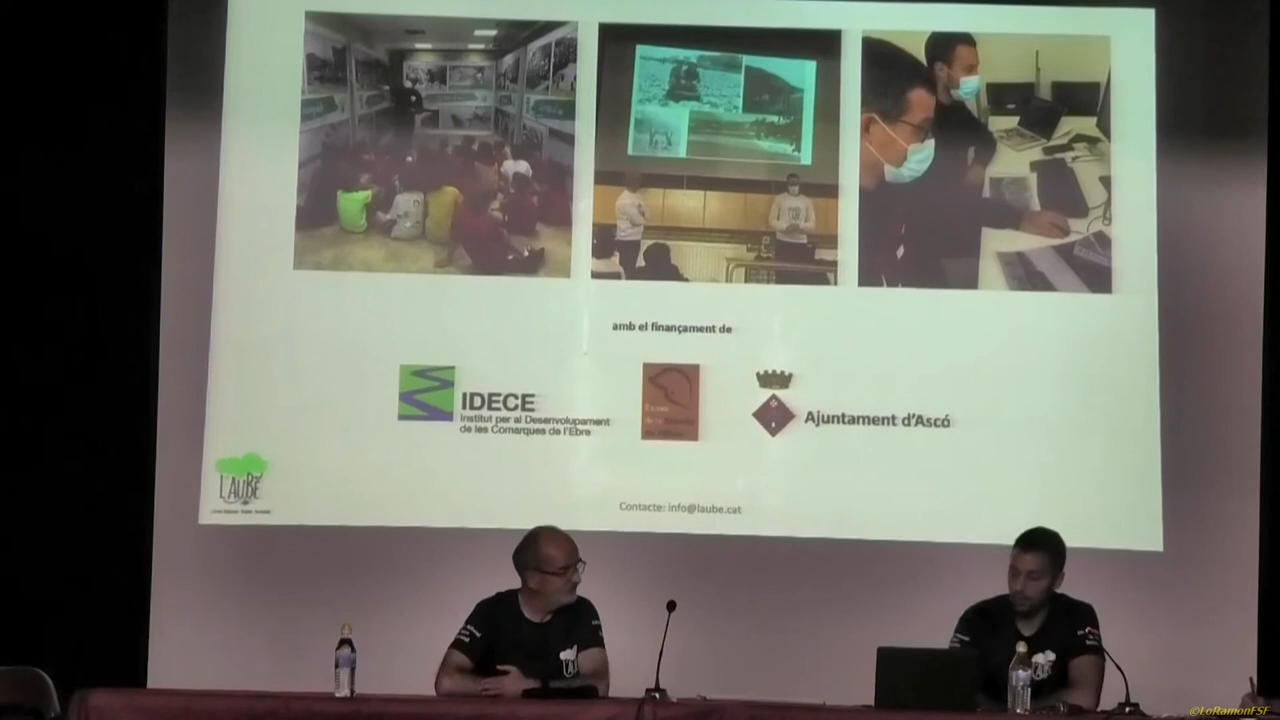 amb el finançament de
IDECE
Institut per al Desenvolupament
de les Comarques de l'Ebre
Ajuntament d'Ascó
L'AUBÈ
Contacte: info@laube.cat
©LoRamonFSF